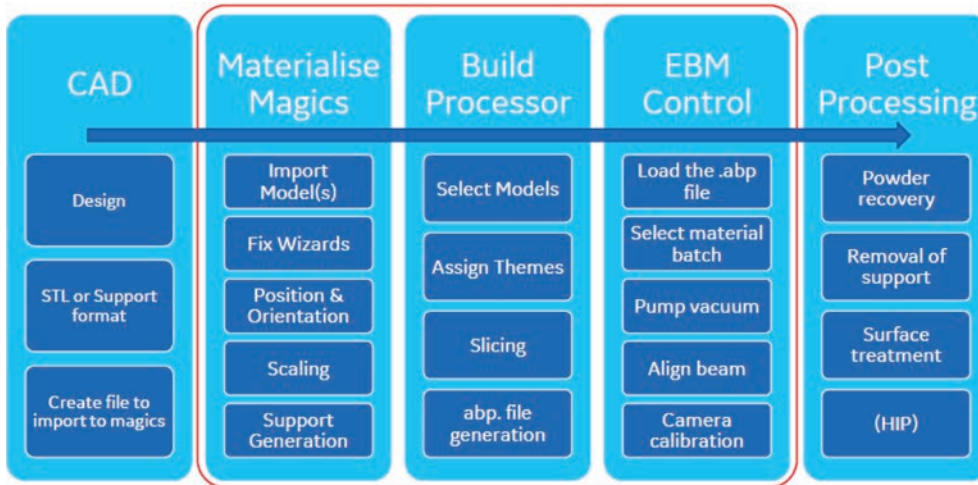 CAD
Design
STL or Support
format
Create file to
import to magics
Materialise
Magics
Import
Model(s)
Fix Wizards
Position &
Orientation
Scaling
Support
Generation
Build
Processor
Select Models
Assign Themes
Slicing
abp. file
generation
EBM
Control
Load the .abp
file
Select material
batch
Pump vacuum
Align beam
Camera
calibration
Post
Processing
Powder
recovery
Removal of
support
Surface
treatment
(HIP)